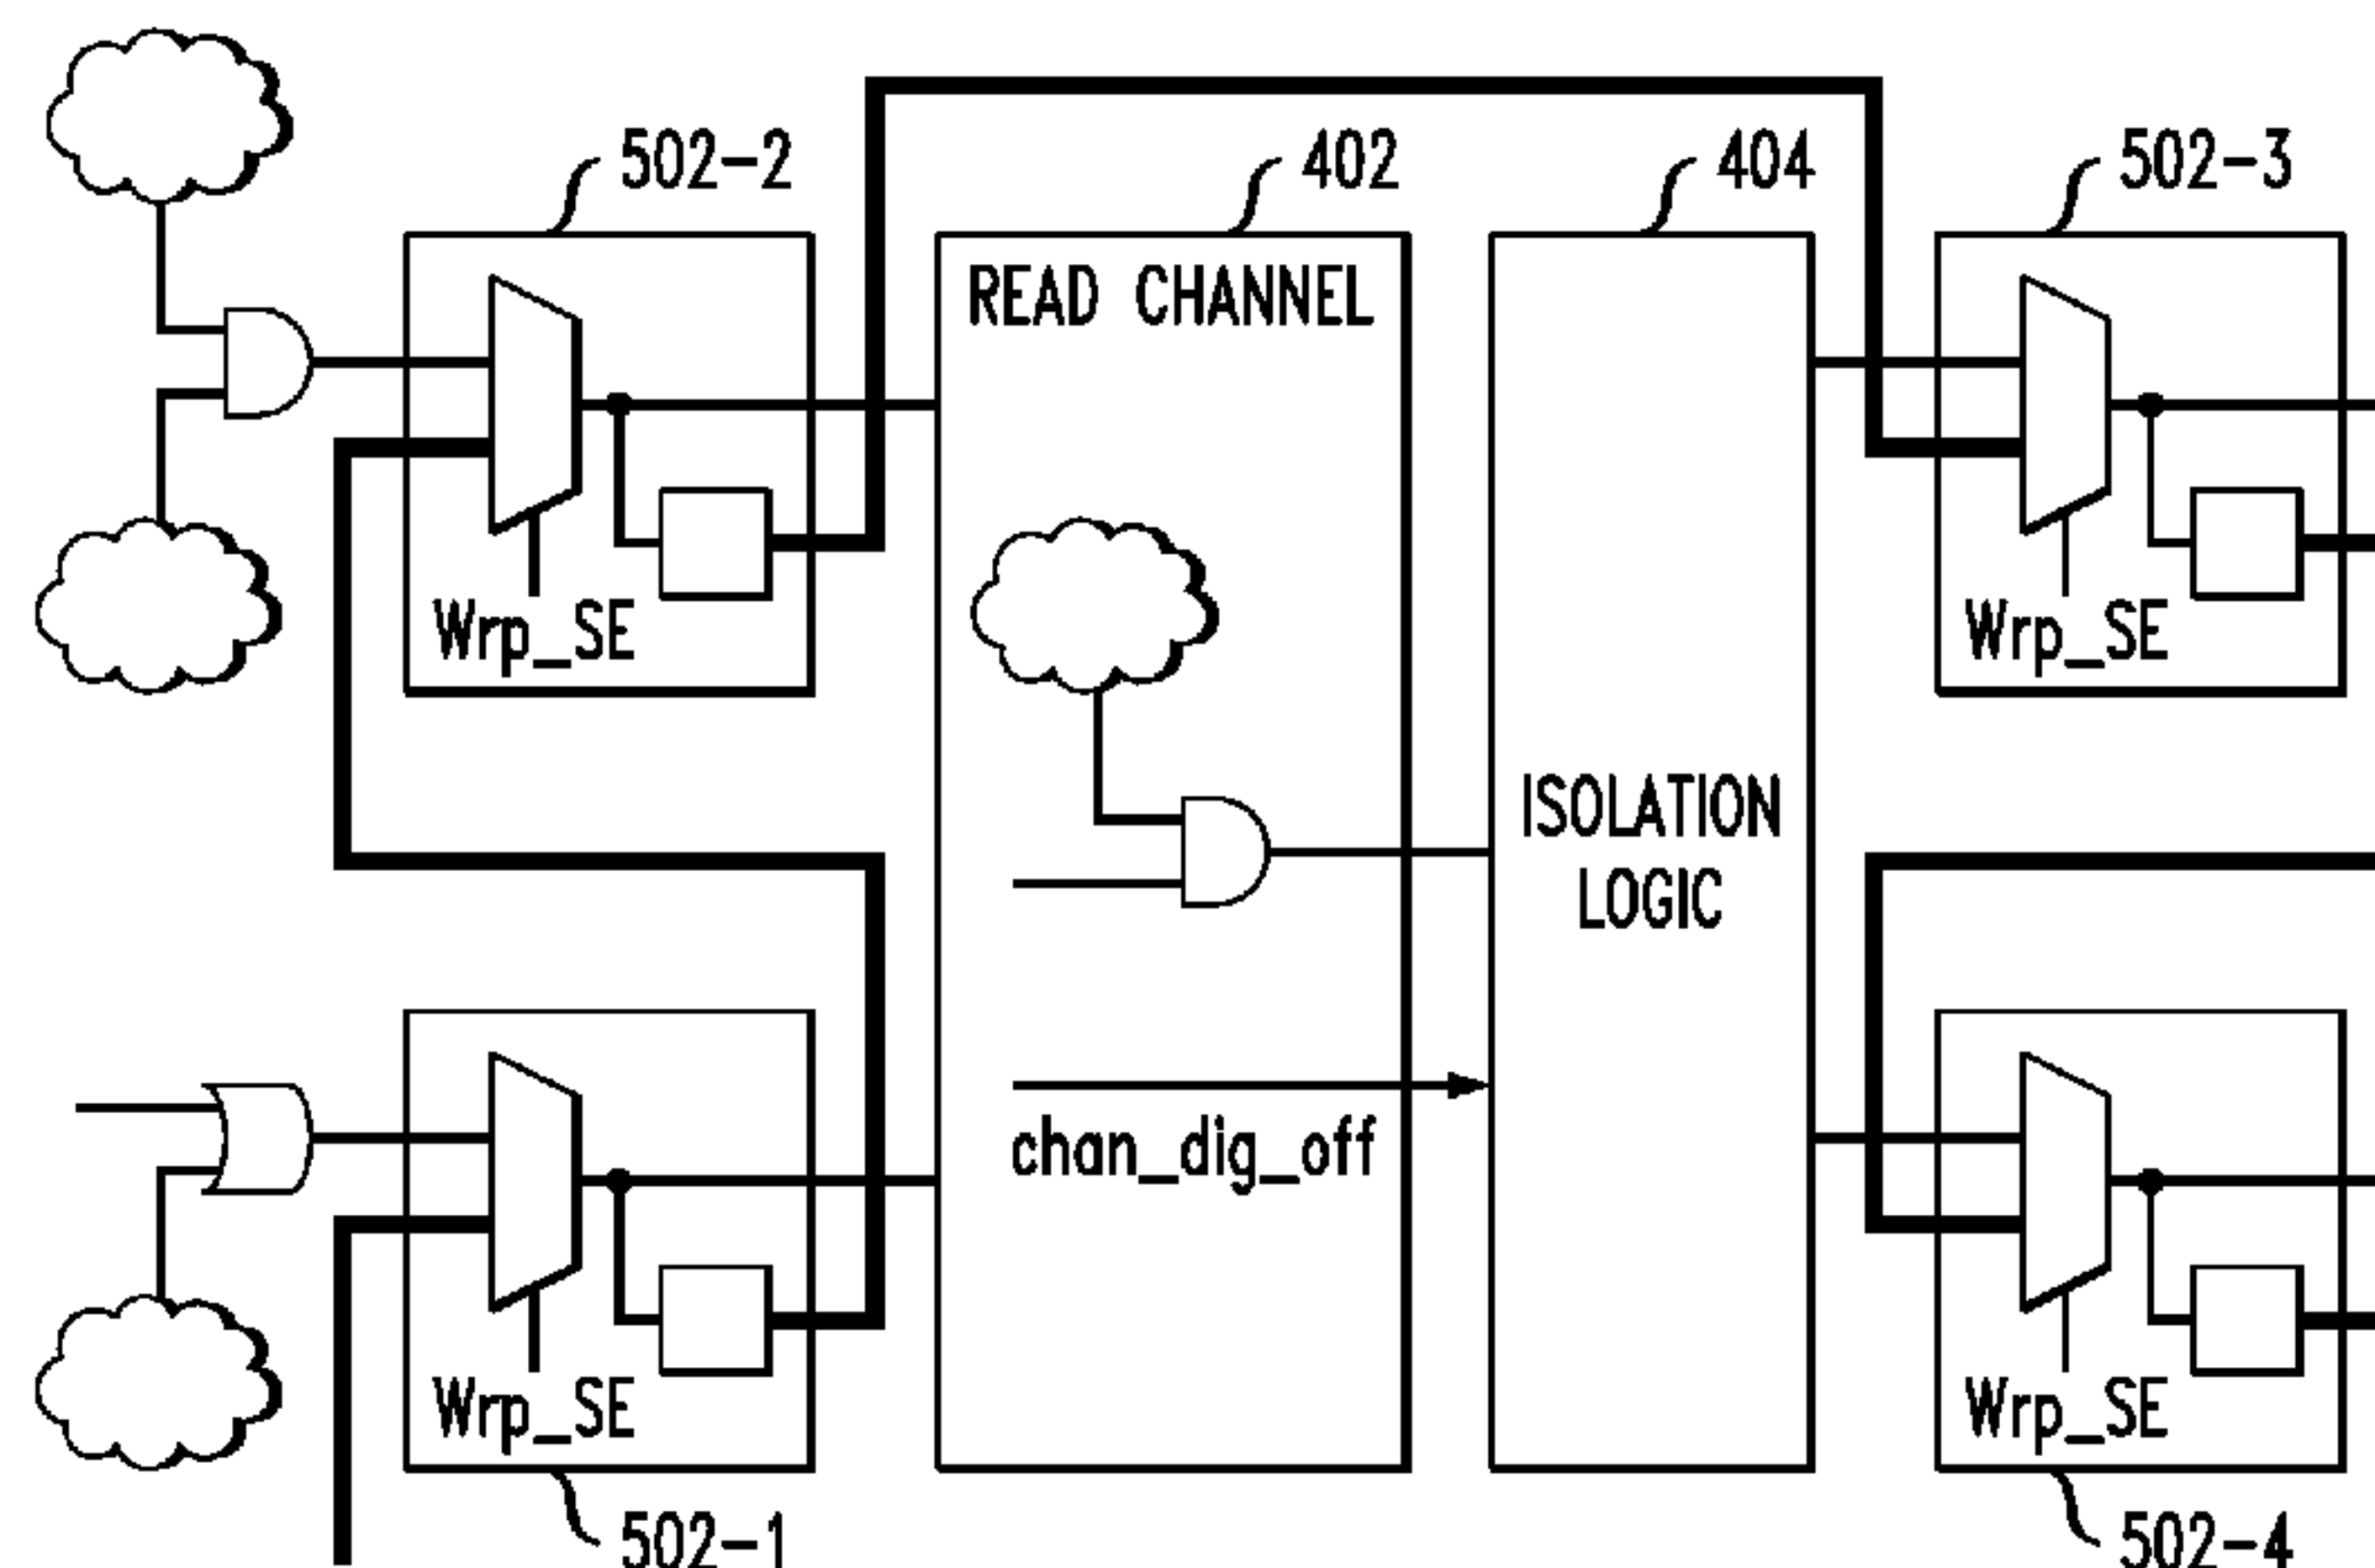 502-2
402
404
502-3
READ CHANNEL
Wrp_SE
Wrp_SE
ISOLATION
LOGIC
chan_dig_off
Wrp_SE
Wrp_SE
502-1
502-4